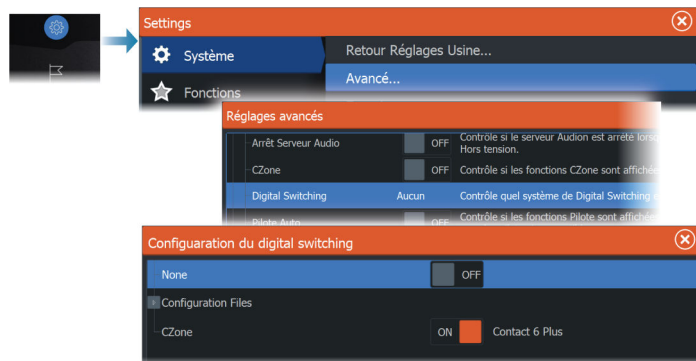 Settings
Système
Retour Réglages Usine...
Avancé...
Fonctions
Réglages avancés
Arrêt Serveur Audio
OFF
Contrôle si le serveur Audion est arrêté lorsq
Hors tension.
CZone
OFF
Contrôle si les fonctions CZone sont affichée
Digital Switching
Aucun
Contrôle quel système de Digital Switching e
Pilote Auto
OFF
Contrôle si les fonctions Pilote sont affichée
Configuaration du digital switching
None
OFF
Configuration Files
CZone
ON
Contact 6 Plus